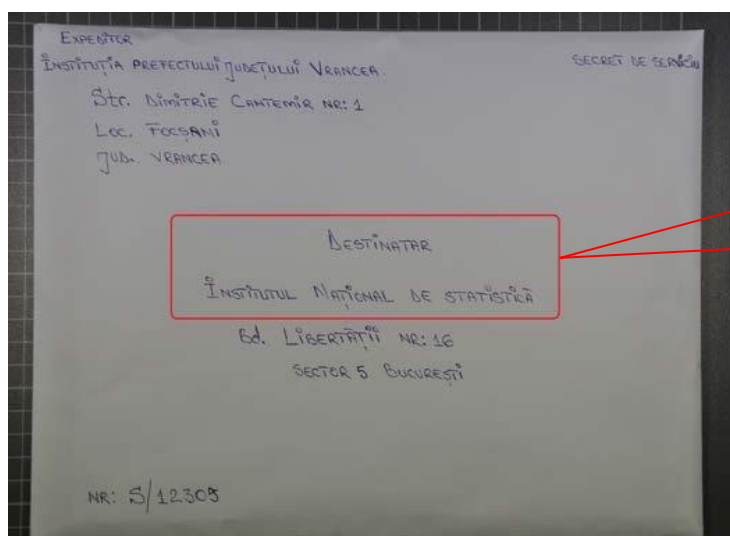 EXPEDITOR
INSTITUȚIA PREFECTULUI JUDEȚULUI VRANCEA
SECRET DE SERVICIU
Str. DIMITRIE CANTEMIR NR: 1
Loc. FOCȘANI
JUD. VRANCEA
DESTINATAR
INSTITUTUL NAȚIONAL DE STATISTICĂ
Bd. LIBERTĂȚII NR: 16
SECTOR 5 BUCUREȘTI
NR: S/12305